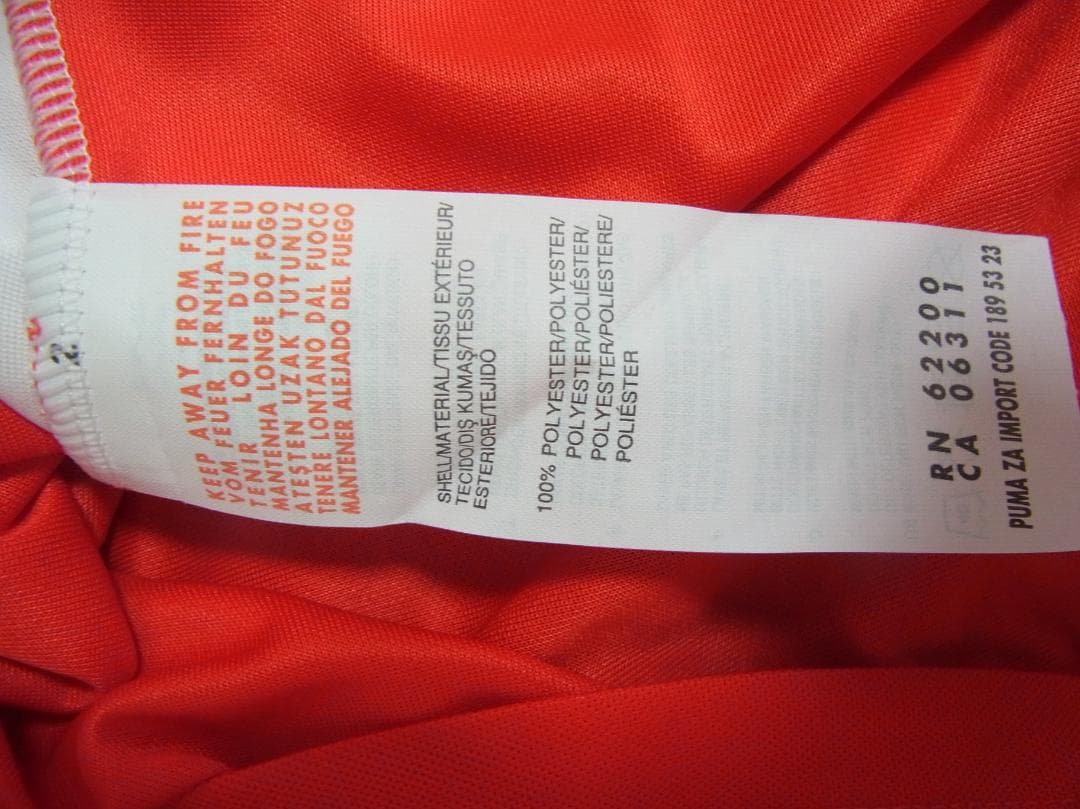 KEEP AWAY FROM FIRE
VOM FEUER FERNHALTEN
TENIR LOIN DU FEU
MANTENHA LONGE DO FOGO
ATEŞTEN UZAK TUTUNUZ
TENERE LONTANO DAL FUOCO
MANTENER ALEJADO DEL FUEGO
SHELLMATERIAL/TISSU EXTÉRIEUR/
TECIDO/DIŞ KUMAŞ/TESSUTO
ESTERIORE/TEJIDO
100% POLYESTER/POLYESTER/
POLYESTER/POLIÉSTER/
POLYESTER/POLIESTERE/
POLIÉSTER
RN 62200
CA 06311
PUMA ZA IMPORT CODE 189 53 23